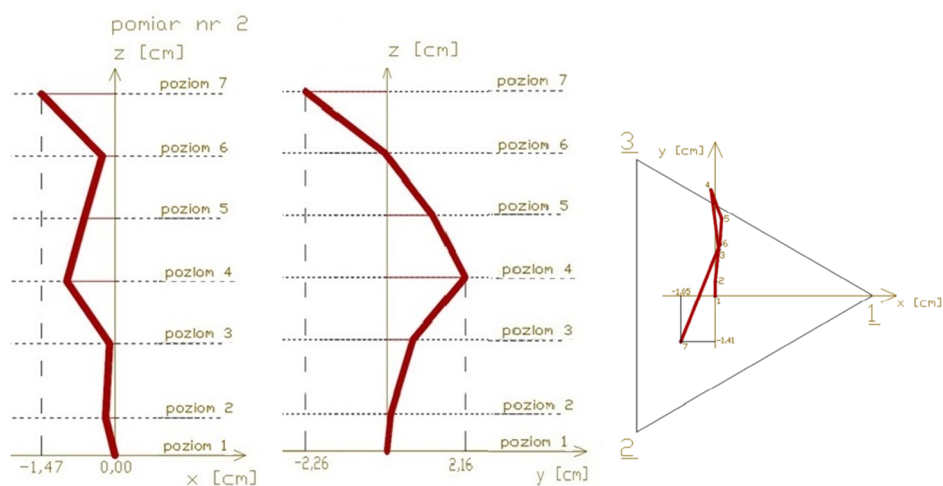 pomiar nr 2
z [cm]
poziom 7
poziom 6
poziom 5
poziom 4
poziom 3
poziom 2
poziom 1
-1,47
0,00
x [cm]
z [cm]
poziom 7
poziom 6
poziom 5
poziom 4
poziom 3
poziom 2
poziom 1
-2,26
2,16
y [cm]
3
y [cm]
4
5
6
3
2
-1,05
1
x [cm]
1
-1,41
7
2